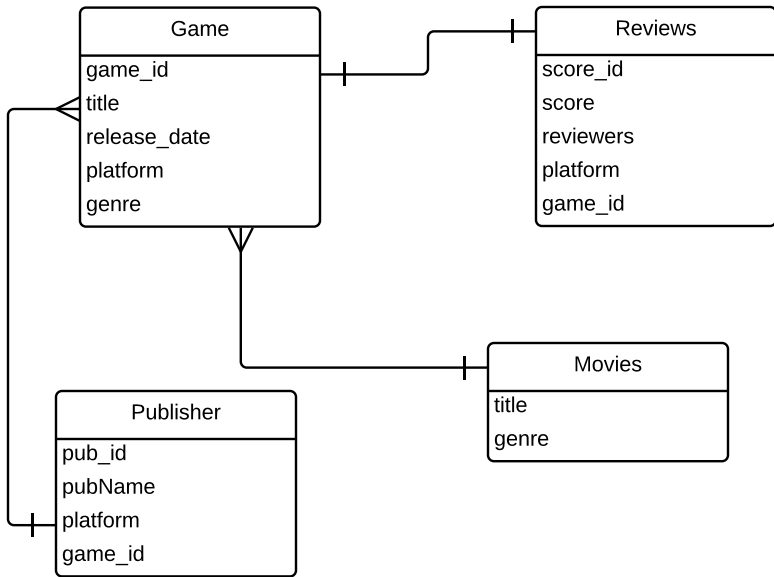 Game
game_id
title
release_date
platform
genre
Reviews
score_id
score
reviewers
platform
game_id
Movies
title
genre
Publisher
pub_id
pubName
platform
game_id